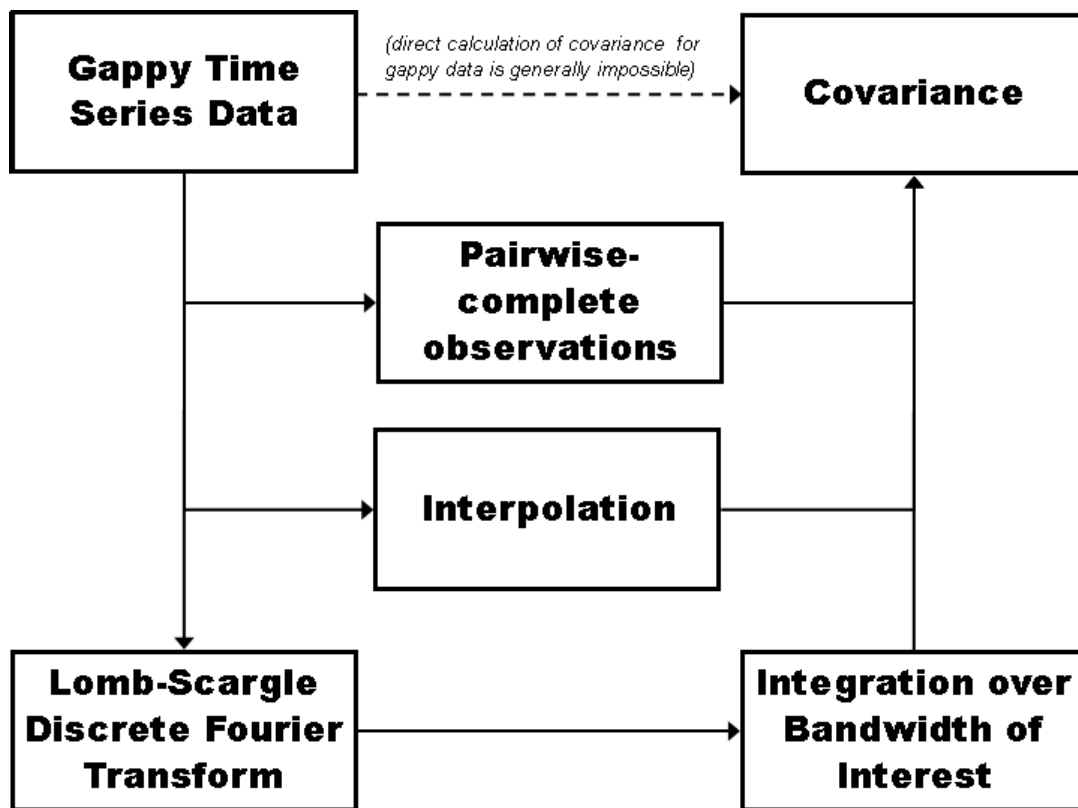 Gappy Time
Series Data
(direct calculation of covariance for
gappy data is generally impossible)
Covariance
Pairwise-
complete
observations
Interpolation
Lomb-Scargle
Discrete Fourier
Transform
Integration over
Bandwidth of
Interest